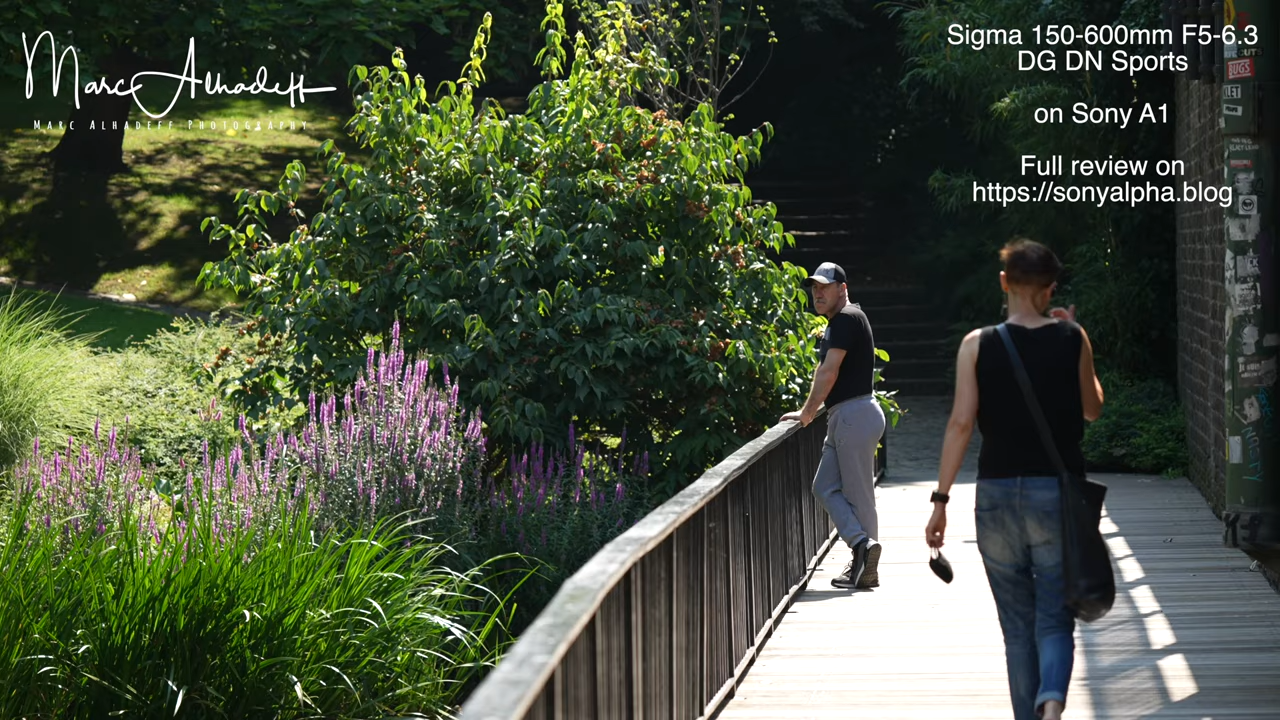 Marc Alhadeff
MARC ALHADEFF PHOTOGRAPHY
Sigma 150-600mm F5-6.3
DG DN Sports
on Sony A1
Full review on
https://sonyalpha.blog
BUGS